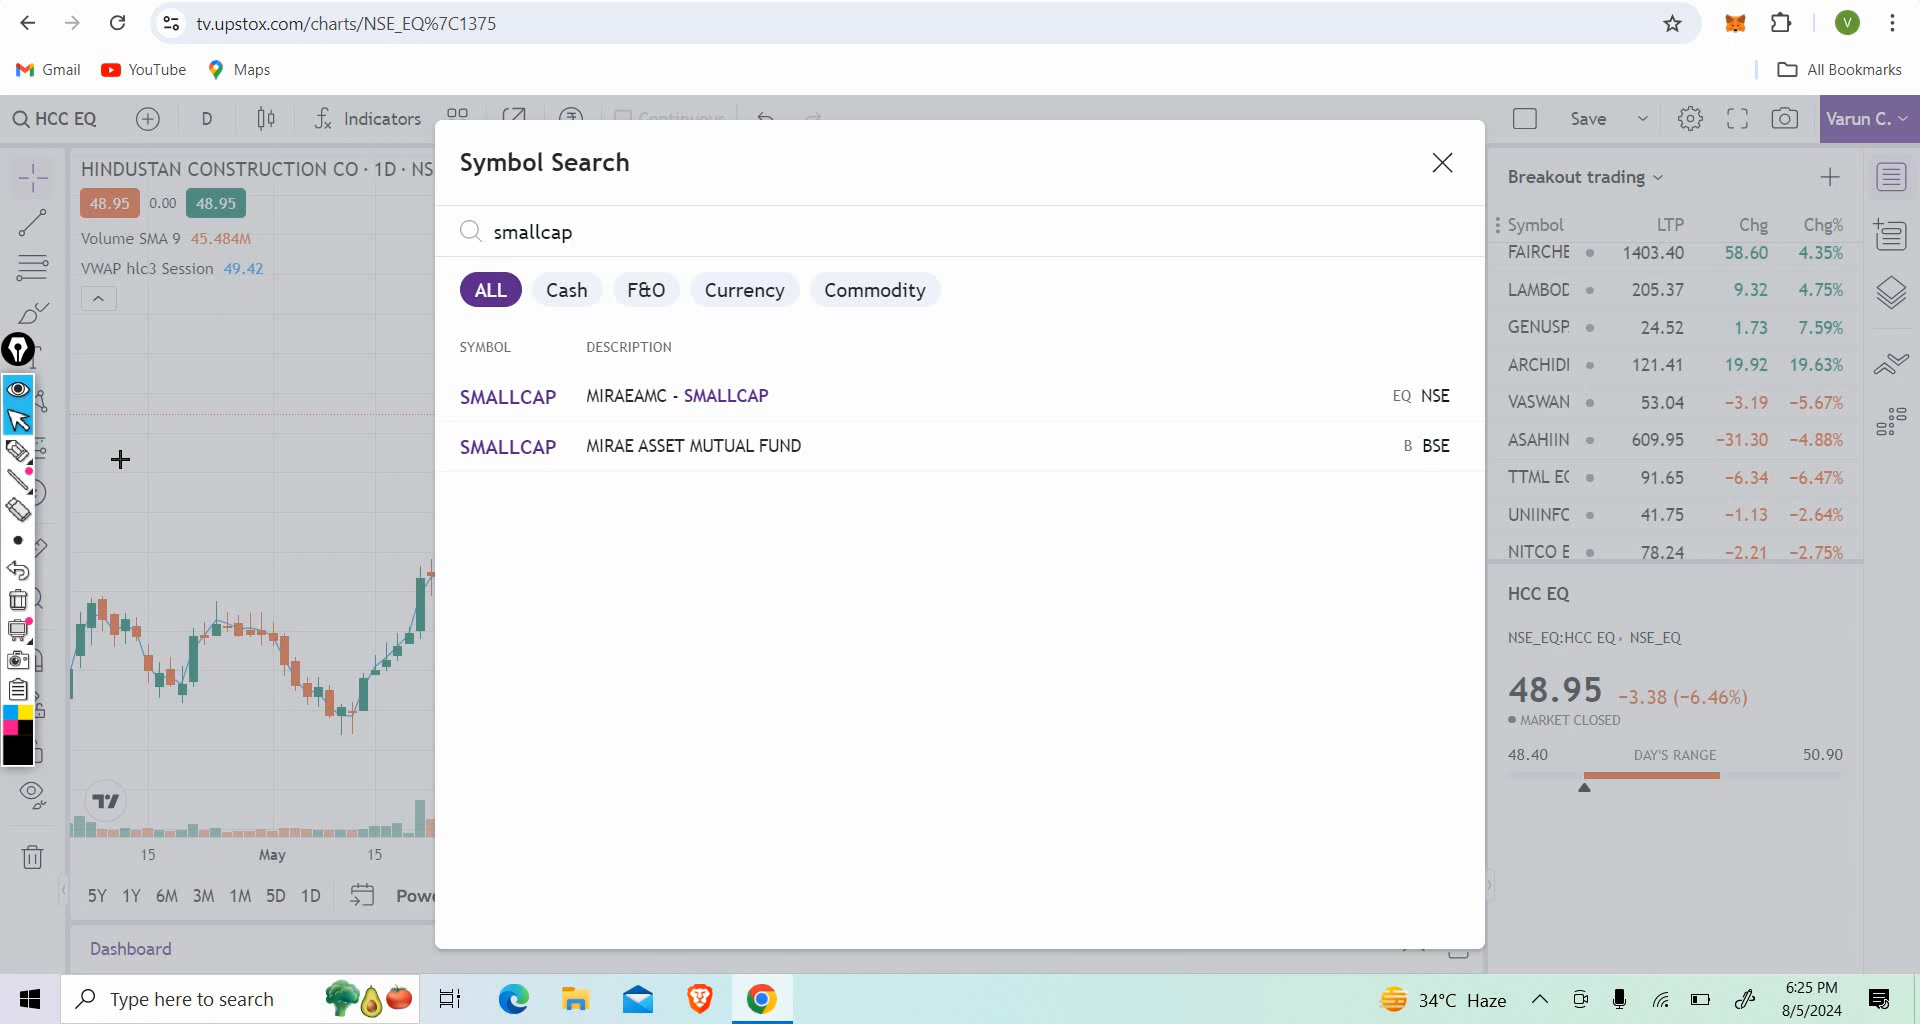 tv.upstox.com/charts/NSE_EQ%7C1375
V
Gmail
YouTube
Maps
All Bookmarks
HCC EQ
D
Indicators
Continuous
Save
Varun C.
HINDUSTAN CONSTRUCTION CO · 1D · NS
48.95
0.00
48.95
Volume SMA 9 45.484M
VWAP hlc3 Session 49.42
15
May
15
5Y 1Y 6M 3M 1M 5D 1D
Powe
Dashboard
Symbol Search
smallcap
ALL
Cash
F&O
Currency
Commodity
SYMBOL DESCRIPTION
SMALLCAP MIRAEAMC - SMALLCAP EQ NSE
SMALLCAP MIRAE ASSET MUTUAL FUND B BSE
Breakout trading
Symbol LTP Chg Chg%
FAIRCHE 1403.40 58.60 4.35%
LAMBOD 205.37 9.32 4.75%
GENUSP 24.52 1.73 7.59%
ARCHIDI 121.41 19.92 19.63%
VASWAN 53.04 −3.19 −5.67%
ASAHIIN 609.95 −31.30 −4.88%
TTML EQ 91.65 −6.34 −6.47%
UNIINFO 41.75 −1.13 −2.64%
NITCO E 78.24 −2.21 −2.75%
HCC EQ
NSE_EQ:HCC EQ • NSE_EQ
48.95 −3.38 (−6.46%)
MARKET CLOSED
48.40 DAY'S RANGE 50.90
Type here to search
34°C Haze
6:25 PM
8/5/2024